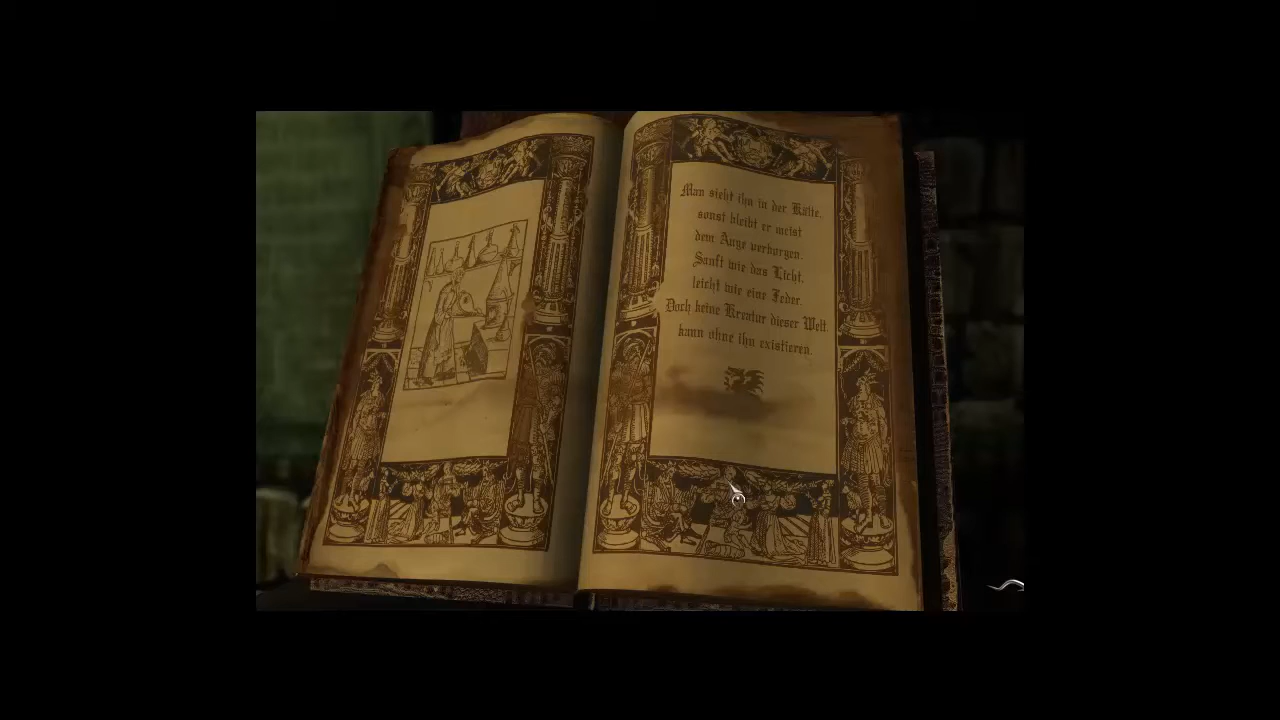 Man sieht ihn in der Kälte,
sonst bleibt er meist
dem Auge verborgen.
Sanft wie das Licht,
leicht wie eine Feder.
Doch keine Kreatur dieser Welt
kann ohne ihn existieren.